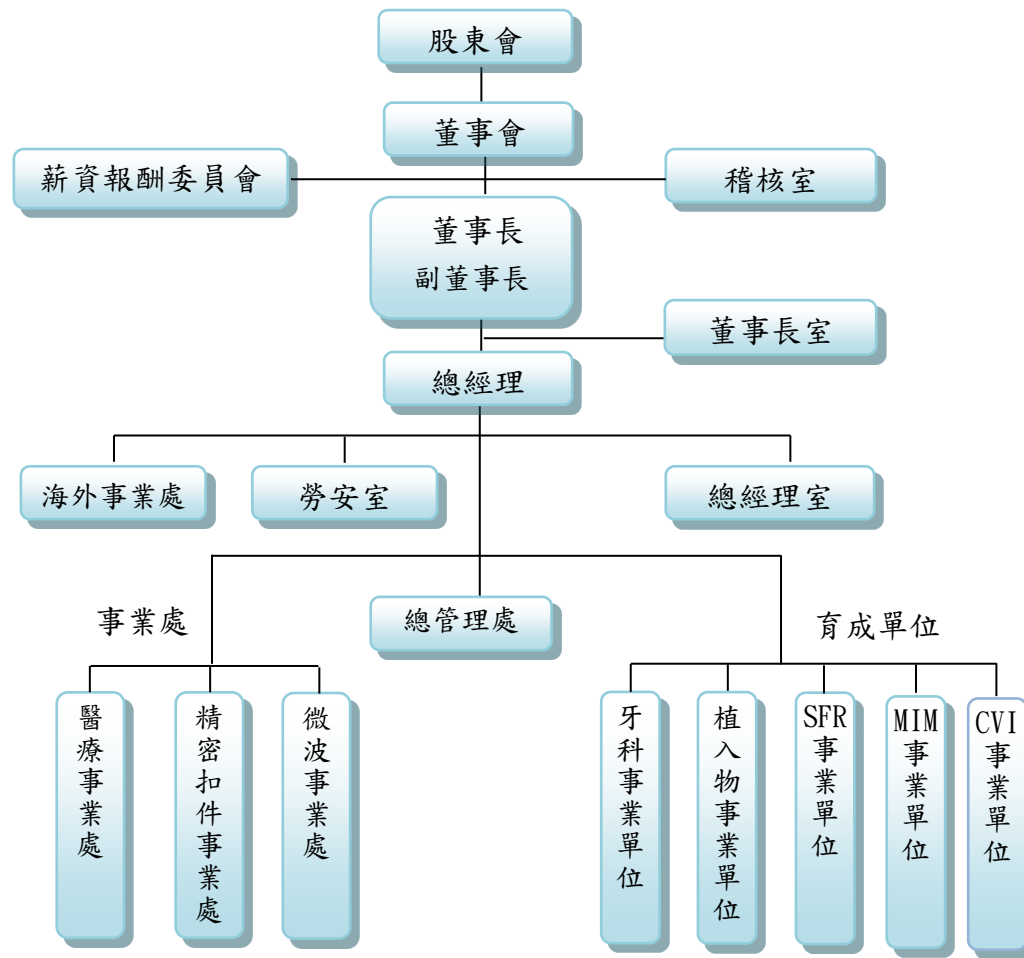 股東會
董事會
薪資報酬委員會
稽核室
董事長
副董事長
董事長室
總經理
海外事業處
勞安室
總經理室
事業處
總管理處
育成單位
醫療事業處
精密扣件事業處
微波事業處
牙科事業單位
植入物事業單位
SFR事業單位
MIM事業單位
CVI事業單位